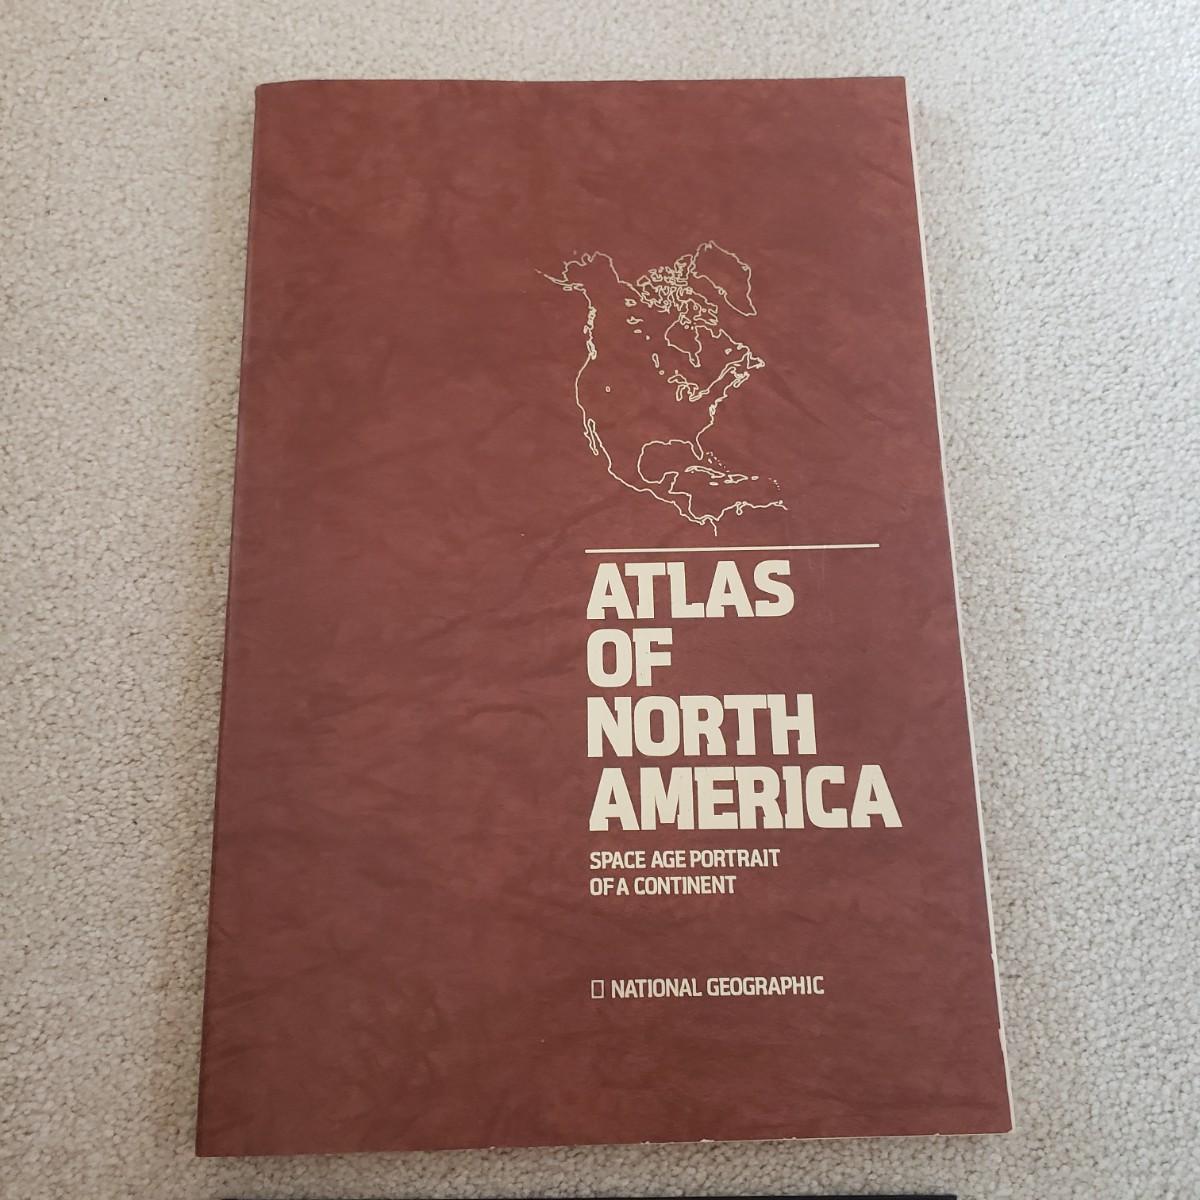 ATLAS
OF
NORTH
AMERICA
SPACE AGE PORTRAIT
OF A CONTINENT
NATIONAL GEOGRAPHIC